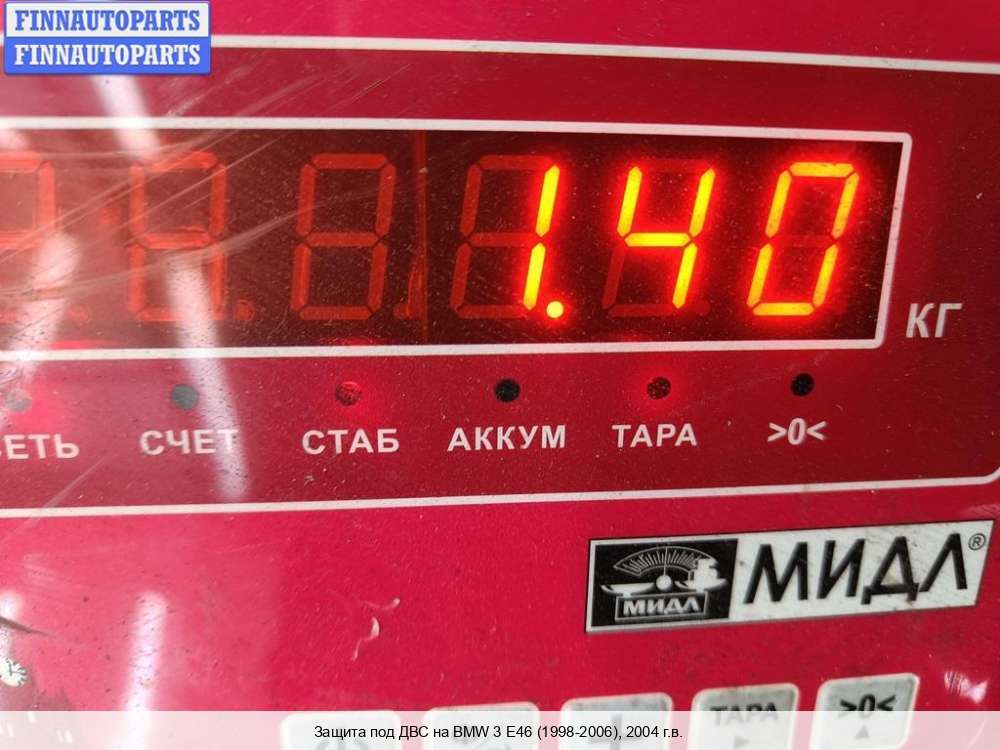 FINNAUTOPARTS
FINNAUTOPARTS
1.40
КГ
СЕТЬ СЧЕТ СТАБ АККУМ ТАРА >0<
МИДЛ МИДЛ®
ТАРА >0<
Защита под ДВС на BMW 3 E46 (1998-2006), 2004 г.в.